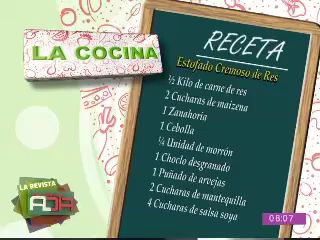 LA COCINA
RECETA
Estofado Cremoso de Res
½ Kilo de carne de res
2 Cucharas de maizena
1 Zanahoria
1 Cebolla
¼ Unidad de morrón
1 Choclo desgranado
1 Puñado de arvejas
2 Cucharas de mantequilla
4 Cucharas de salsa soya
LA REVISTA
08:07